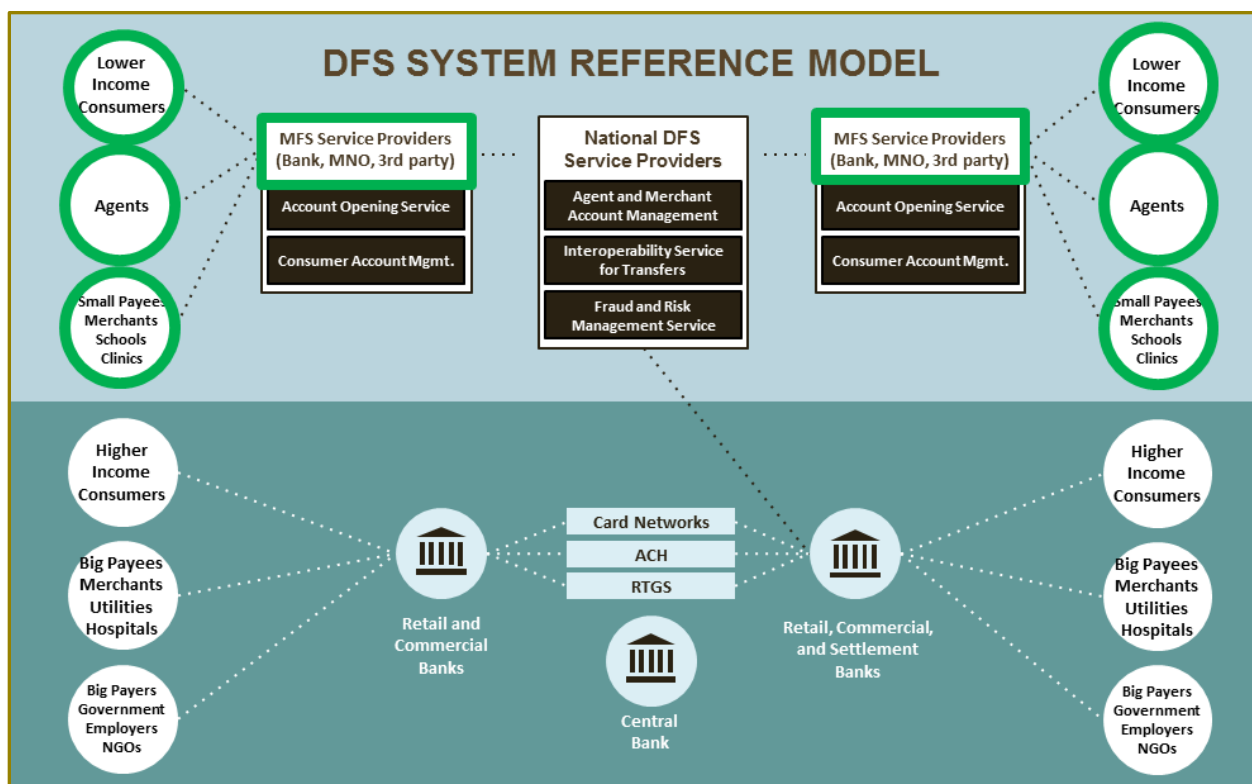 DFS SYSTEM REFERENCE MODEL
Lower
Income
Consumers
Agents
Small Payees
Merchants
Schools
Clinics
MFS Service Providers
(Bank, MNO, 3rd party)
Account Opening Service
Consumer Account Mgmt.
National DFS
Service Providers
Agent and Merchant
Account Management
Interoperability Service
for Transfers
Fraud and Risk
Management Service
MFS Service Providers
(Bank, MNO, 3rd party)
Account Opening Service
Consumer Account Mgmt.
Lower
Income
Consumers
Agents
Small Payees
Merchants
Schools
Clinics
Higher
Income
Consumers
Big Payees
Merchants
Utilities
Hospitals
Big Payers
Government
Employers
NGOs
Retail and
Commercial
Banks
Card Networks
ACH
RTGS
Central
Bank
Retail, Commercial,
and Settlement
Banks
Higher
Income
Consumers
Big Payees
Merchants
Utilities
Hospitals
Big Payers
Government
Employers
NGOs